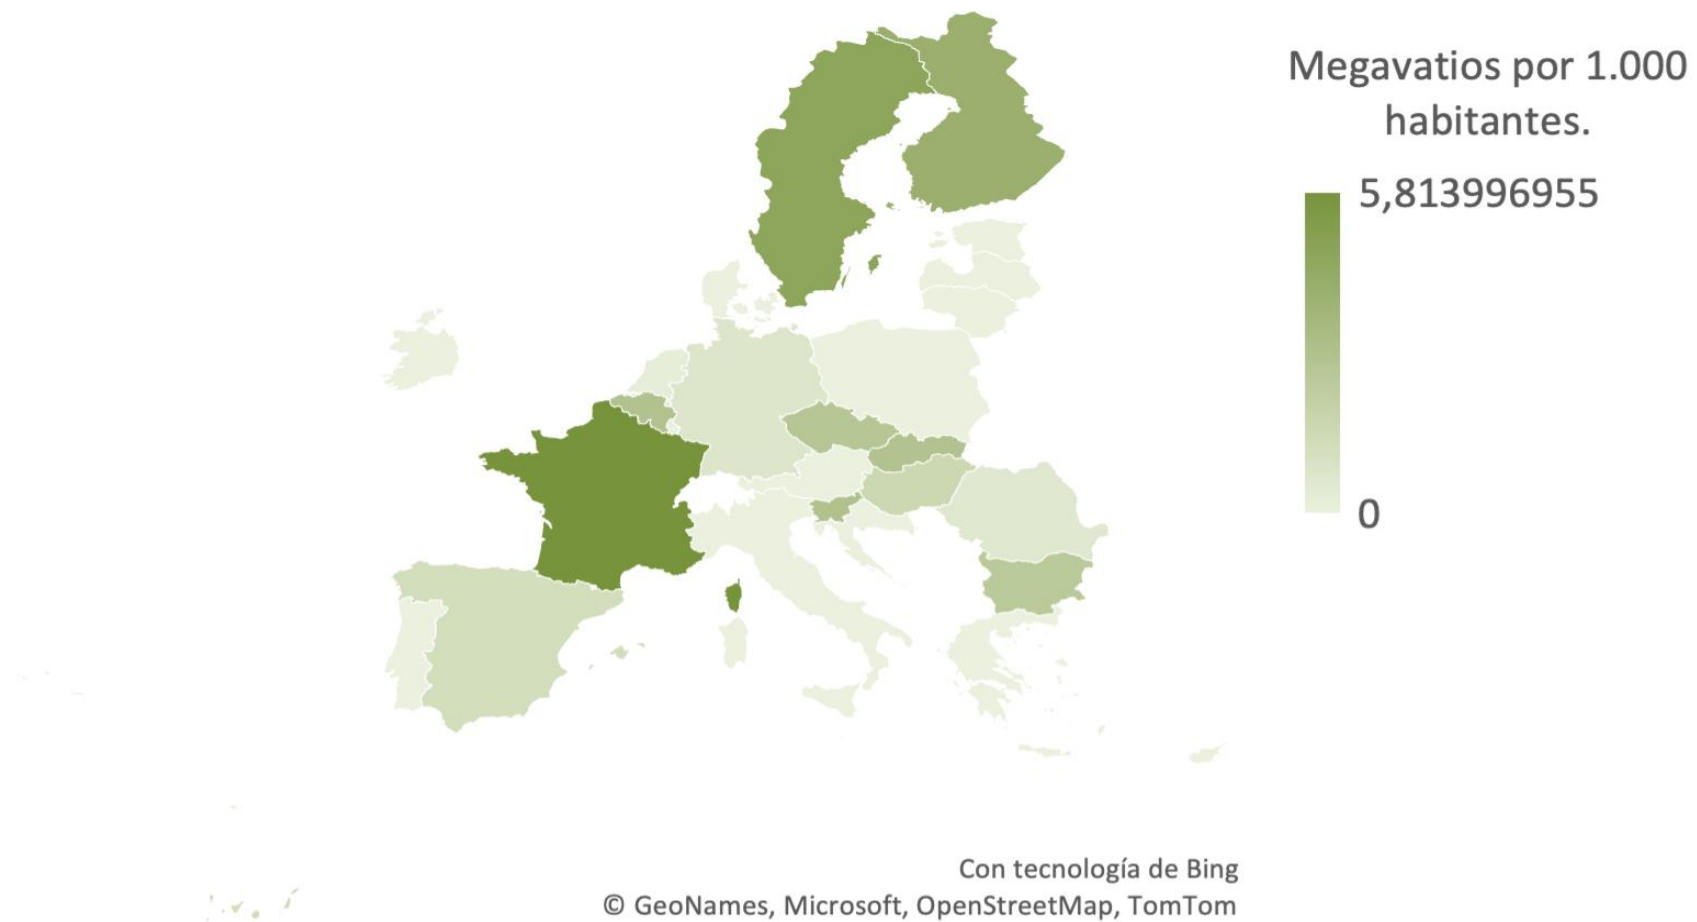 Megavatios por 1.000
habitantes.
5,813996955
0
Con tecnología de Bing
© GeoNames, Microsoft, OpenStreetMap, TomTom